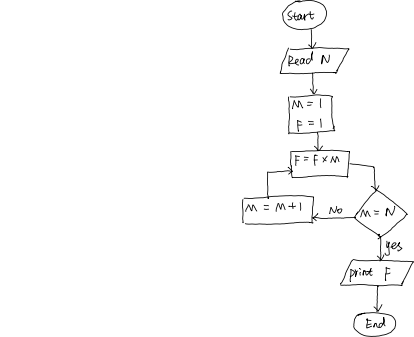 Start
Read N
M = 1
F = 1
F = F × M
M = M + 1
No
M = N
yes
print F
End